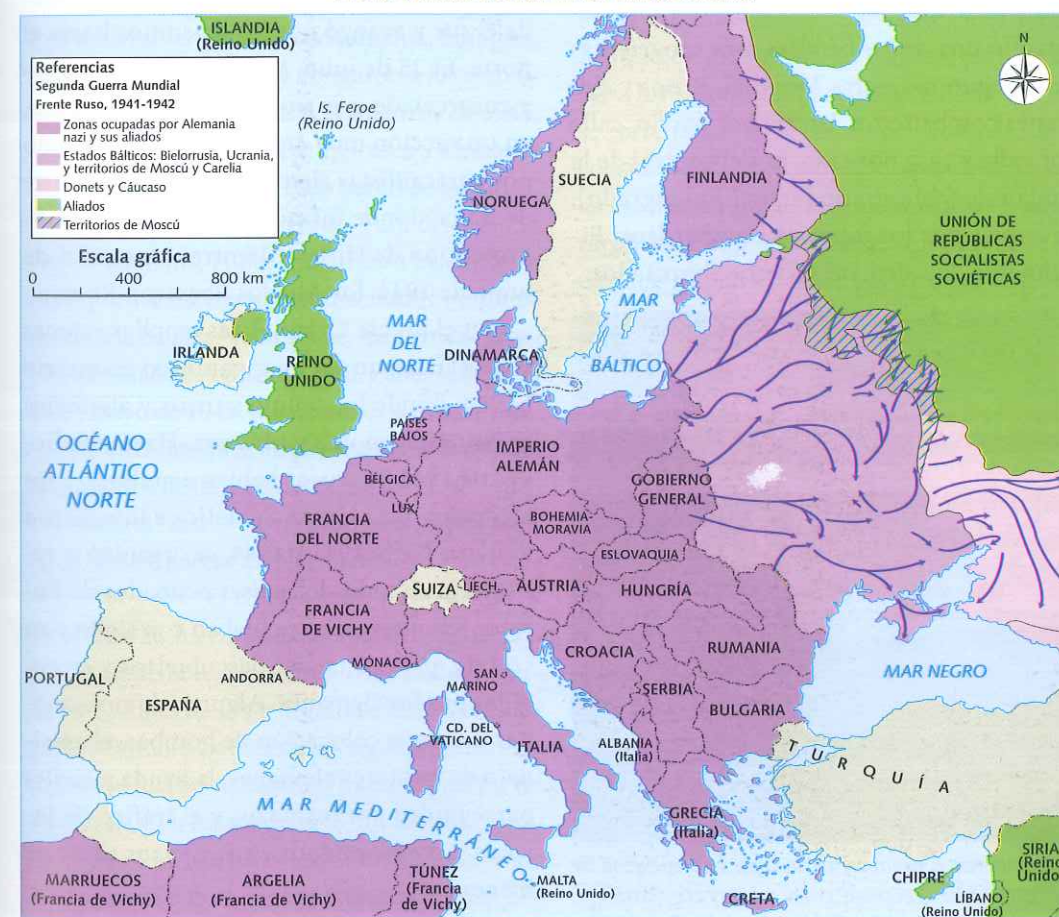 ISLANDIA
(Reino Unido)
N
Referencias
Segunda Guerra Mundial
Frente Ruso, 1941-1942
Zonas ocupadas por Alemania
nazi y sus aliados
Estados Bálticos: Bielorrusia, Ucrania,
y territorios de Moscú y Carelia
Donets y Cáucaso
Aliados
Territorios de Moscú
Escala gráfica
0 400 800 km
Is. Feroe
(Reino Unido)
SUECIA
FINLANDIA
NORUEGA
UNIÓN DE
REPÚBLICAS
SOCIALISTAS
SOVIÉTICAS
IRLANDA
REINO
UNIDO
MAR
DEL
NORTE
DINAMARCA
MAR
BÁLTICO
OCÉANO
ATLÁNTICO
NORTE
PAÍSES
BAJOS
IMPERIO
ALEMÁN
BÉLGICA
LUX.
GOBIERNO
GENERAL
BOHEMIA-
MORAVIA
FRANCIA
DEL NORTE
ESLOVAQUIA
SUIZA
LIECH.
AUSTRIA
HUNGRÍA
FRANCIA
DE VICHY
CROACIA
RUMANIA
MÓNACO
SAN
MARINO
MAR NEGRO
PORTUGAL
ANDORRA
ESPAÑA
SERBIA
BULGARIA
CD. DEL
VATICANO
ITALIA
ALBANIA
(Italia)
TURQUÍA
MAR MEDITERRÁNEO
GRECIA
(Italia)
MARRUECOS
(Francia de Vichy)
ARGELIA
(Francia de Vichy)
TÚNEZ
(Francia
de Vichy)
MALTA
(Reino Unido)
CRETA
CHIPRE
SIRIA
(Reino
Unido)
LÍBANO
(Reino Unido)